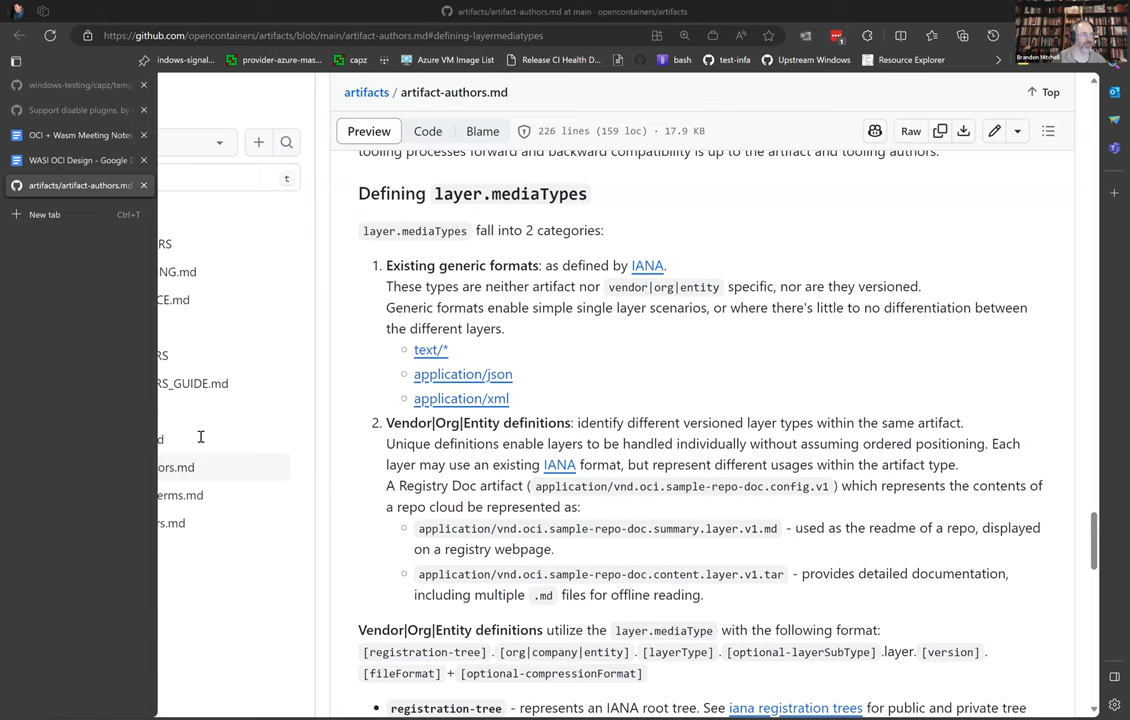 artifacts/artifact-authors.md at main · opencontainers/artifacts
https://github.com/opencontainers/artifacts/blob/main/artifact-authors.md#defining-layermediatypes
indows-signal...
provider-azure-mas...
capz
Azure VM Image List
Release CI Health D...
bash
test-infa
Upstream Windows
Resource Explorer
Brandon Mitchell
windows-testing/capz/temp
Support disable plugins. by
OCI + Wasm Meeting Notes
WASI OCI Design - Google D
artifacts/artifact-authors.md
New tab
Ctrl+T
t
RS
NG.md
CE.md
RS
RS_GUIDE.md
d
ors.md
erms.md
rs.md
artifacts / artifact-authors.md
Top
Preview
Code
Blame
226 lines (159 loc) · 17.9 KB
Raw
tooling processes forward and backward compatibility is up to the artifact and tooling authors.
Defining layer.mediaTypes
layer.mediaTypes fall into 2 categories:
1. Existing generic formats: as defined by IANA.
These types are neither artifact nor vendor|org|entity specific, nor are they versioned.
Generic formats enable simple single layer scenarios, or where there's little to no differentiation between
the different layers.
text/*
application/json
application/xml
2. Vendor|Org|Entity definitions: identify different versioned layer types within the same artifact.
Unique definitions enable layers to be handled individually without assuming ordered positioning. Each
layer may use an existing IANA format, but represent different usages within the artifact type.
A Registry Doc artifact ( application/vnd.oci.sample-repo-doc.config.v1 ) which represents the contents of
a repo cloud be represented as:
application/vnd.oci.sample-repo-doc.summary.layer.v1.md - used as the readme of a repo, displayed
on a registry webpage.
application/vnd.oci.sample-repo-doc.content.layer.v1.tar - provides detailed documentation,
including multiple .md files for offline reading.
Vendor|Org|Entity definitions utilize the layer.mediaType with the following format:
[registration-tree] . [org|company|entity] . [layerType] . [optional-layerSubType] .layer. [version] .
[fileFormat] + [optional-compressionFormat]
• registration-tree - represents an IANA root tree. See iana registration trees for public and private tree